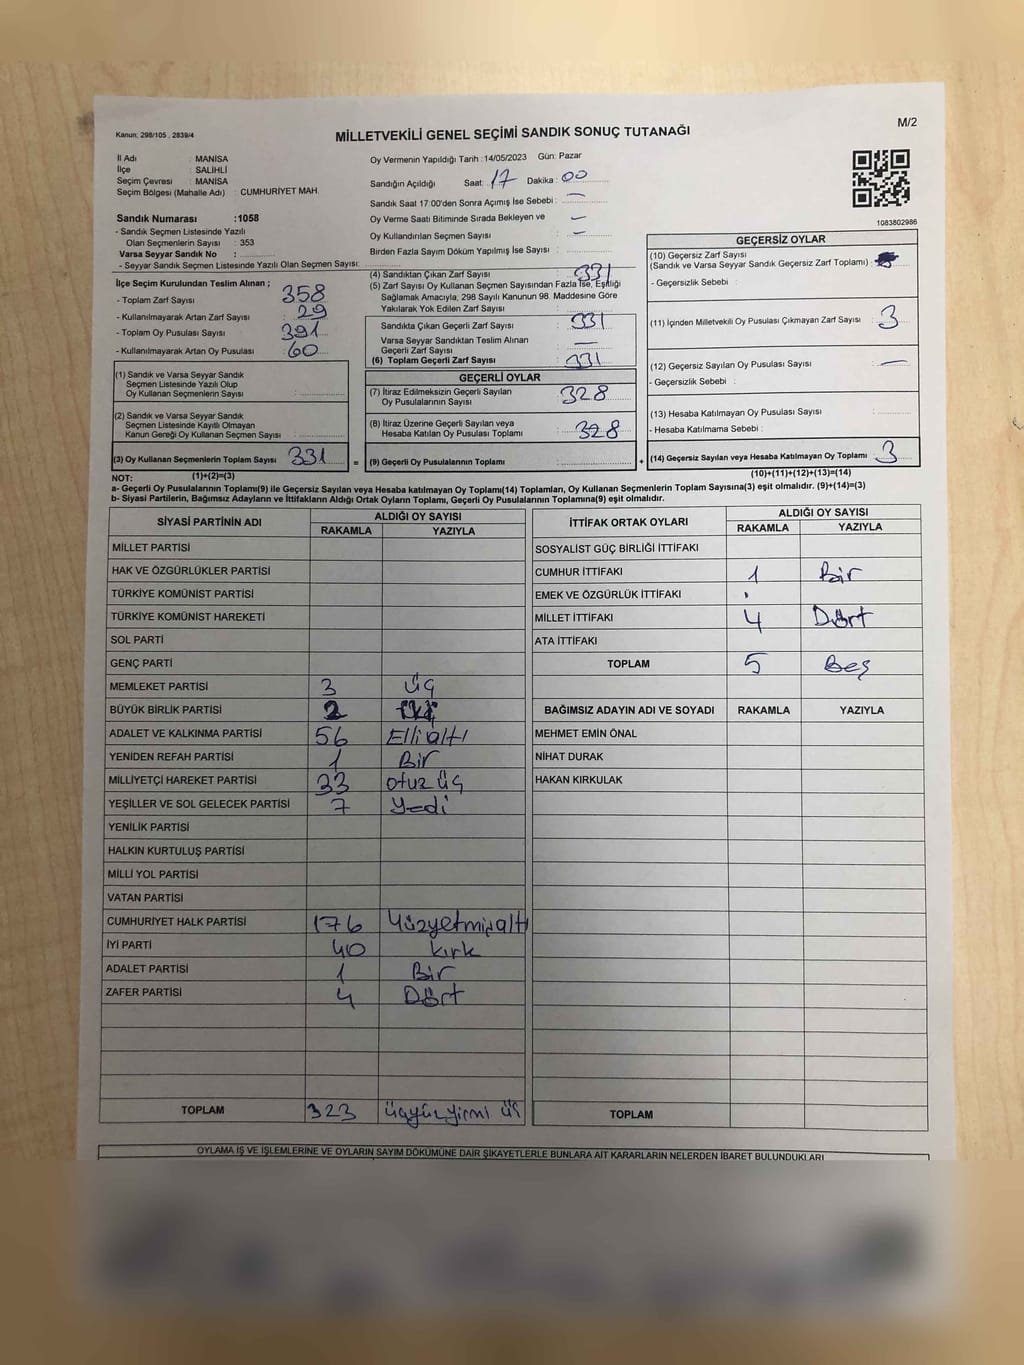 Kanun: 298/105 , 2839/4
MİLLETVEKİLİ GENEL SEÇİMİ SANDIK SONUÇ TUTANAĞI
M/2
İl Adı : MANİSA
İlçe : SALİHLİ
Seçim Çevresi : MANİSA
Seçim Bölgesi (Mahalle Adı) : CUMHURİYET MAH.
Sandık Numarası :1058
- Sandık Seçmen Listesinde Yazılı
Olan Seçmenlerin Sayısı : 353
Varsa Seyyar Sandık No :
- Seyyar Sandık Seçmen Listesinde Yazılı Olan Seçmen Sayısı:
Oy Vermenin Yapıldığı Tarih :14/05/2023 Gün: Pazar
Sandığın Açıldığı Saat: 17 Dakika : 00
Sandık Saat 17:00'den Sonra Açımış İse Sebebi : —
Oy Verme Saati Bitiminde Sırada Bekleyen ve —
Oy Kullandırılan Seçmen Sayısı : —
Birden Fazla Sayım Döküm Yapılmış İse Sayısı :
1083802986
İlçe Seçim Kurulundan Teslim Alınan ;
- Toplam Zarf Sayısı : 358
- Kullanılmayarak Artan Zarf Sayısı : 29
- Toplam Oy Pusulası Sayısı : 391
- Kullanılmayarak Artan Oy Pusulası : 60
(1) Sandık ve Varsa Seyyar Sandık
Seçmen Listesinde Yazılı Olup
Oy Kullanan Seçmenlerin Sayısı :
(2) Sandık ve Varsa Seyyar Sandık
Seçmen Listesinde Kayıtlı Olmayan
Kanun Gereği Oy Kullanan Seçmen Sayısı :
(3) Oy Kullanan Seçmenlerin Toplam Sayısı : 331
(1)+(2)=(3)
(4) Sandıktan Çıkan Zarf Sayısı : 331
(5) Zarf Sayısı Oy Kullanan Seçmen Sayısından Fazla İse, Eşitliği
Sağlamak Amacıyla, 298 Sayılı Kanunun 98. Maddesine Göre
Yakılarak Yok Edilen Zarf Sayısı :
Sandıkta Çıkan Geçerli Zarf Sayısı : 331
Varsa Seyyar Sandıktan Teslim Alınan
Geçerli Zarf Sayısı : —
(6) Toplam Geçerli Zarf Sayısı : 331
GEÇERLİ OYLAR
(7) İtiraz Edilmeksizin Geçerli Sayılan
Oy Pusulalarının Sayısı : 328
(8) İtiraz Üzerine Geçerli Sayılan veya
Hesaba Katılan Oy Pusulası Toplamı : 328
= (9) Geçerli Oy Pusulalarının Toplamı :
GEÇERSİZ OYLAR
(10) Geçersiz Zarf Sayısı
(Sandık ve Varsa Seyyar Sandık Geçersiz Zarf Toplamı) :
- Geçersizlik Sebebi :
(11) İçinden Milletvekili Oy Pusulası Çıkmayan Zarf Sayısı : 3
(12) Geçersiz Sayılan Oy Pusulası Sayısı : —
- Geçersizlik Sebebi :
(13) Hesaba Katılmayan Oy Pusulası Sayısı :
- Hesaba Katılmama Sebebi :
+ (14) Geçersiz Sayılan veya Hesaba Katılmayan Oy Toplamı : 3
(10)+(11)+(12)+(13)=(14)
NOT:
a- Geçerli Oy Pusulalarının Toplamı(9) ile Geçersiz Sayılan veya Hesaba katılmayan Oy Toplamı(14) Toplamları, Oy Kullanan Seçmenlerin Toplam Sayısına(3) eşit olmalıdır. (9)+(14)=(3)
b- Siyasi Partilerin, Bağımsız Adayların ve İttifakların Aldığı Ortak Oyların Toplamı, Geçerli Oy Pusulalarının Toplamına(9) eşit olmalıdır.
SİYASİ PARTİNİN ADI ALDIĞI OY SAYISI
RAKAMLA YAZIYLA
MİLLET PARTİSİ
HAK VE ÖZGÜRLÜKLER PARTİSİ
TÜRKİYE KOMÜNİST PARTİSİ
TÜRKİYE KOMÜNİST HAREKETİ
SOL PARTİ
GENÇ PARTİ
MEMLEKET PARTİSİ 3 üç
BÜYÜK BİRLİK PARTİSİ 2 iki
ADALET VE KALKINMA PARTİSİ 56 Elli altı
YENİDEN REFAH PARTİSİ 1 Bir
MİLLİYETÇİ HAREKET PARTİSİ 33 otuz üç
YEŞİLLER VE SOL GELECEK PARTİSİ 7 Yedi
YENİLİK PARTİSİ
HALKIN KURTULUŞ PARTİSİ
MİLLİ YOL PARTİSİ
VATAN PARTİSİ
CUMHURİYET HALK PARTİSİ 176 Yüzyetmişaltı
İYİ PARTİ 40 kırk
ADALET PARTİSİ 1 Bir
ZAFER PARTİSİ 4 Dört
TOPLAM 323 üçyüzyirmi üç
İTTİFAK ORTAK OYLARI ALDIĞI OY SAYISI
RAKAMLA YAZIYLA
SOSYALİST GÜÇ BİRLİĞİ İTTİFAKI
CUMHUR İTTİFAKI 1 Bir
EMEK VE ÖZGÜRLÜK İTTİFAKI
MİLLET İTTİFAKI 4 Dört
ATA İTTİFAKI
TOPLAM 5 Beş
BAĞIMSIZ ADAYIN ADI VE SOYADI RAKAMLA YAZIYLA
MEHMET EMİN ÖNAL
NİHAT DURAK
HAKAN KIRKULAK
TOPLAM
OYLAMA İŞ VE İŞLEMLERİNE VE OYLARIN SAYIM DÖKÜMÜNE DAİR ŞİKAYETLERLE BUNLARA AİT KARARLARIN NELERDEN İBARET BULUNDUKLARI